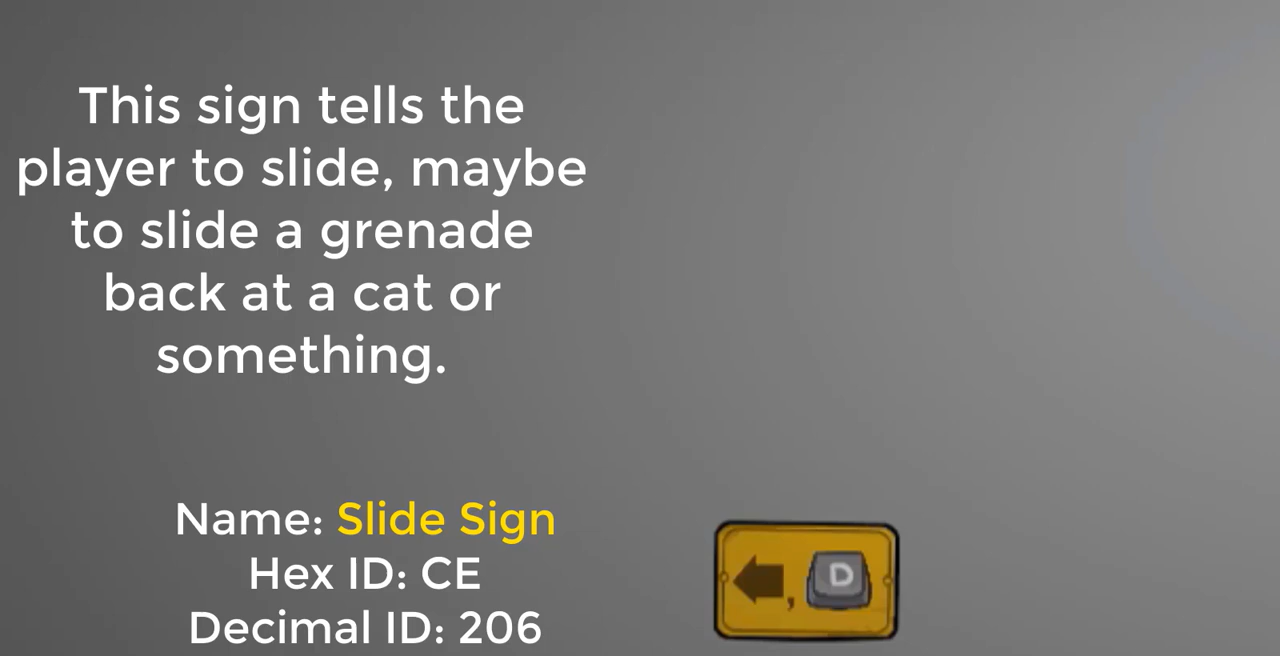 This sign tells the
player to slide, maybe
to slide a grenade
back at a cat or
something.
Name: Slide Sign
Hex ID: CE
Decimal ID: 206
, D